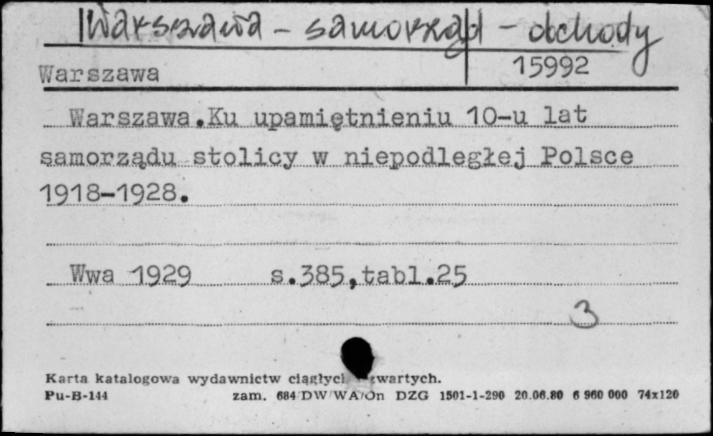 Warszawa - samorząd - obchody
Warszawa 15992
Warszawa.Ku upamiętnieniu 10-u lat
samorządu stolicy w niepodległej Polsce
1918-1928.
Wwa 1929 s.385,tabl.25
3
Karta katalogowa wydawnictw ciągłych
Pu-B-144 zam. 684/DW/WA/On DZG 1501-1-290 20.06.80 6 960 000 74x120